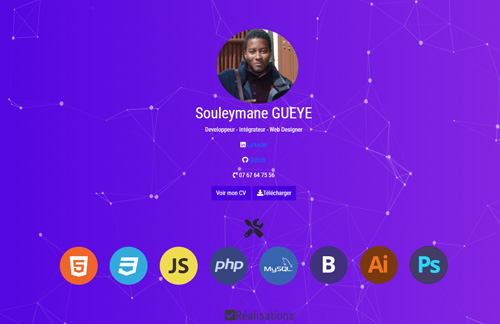 Souleymane GUEYE
Developpeur - intégrateur - Web Designer
Linkedin
Github
07 67 64 75 56
Voir mon CV
Télécharger
5
3
JS
php
MySQL
B
Ai
Ps
Réalisations